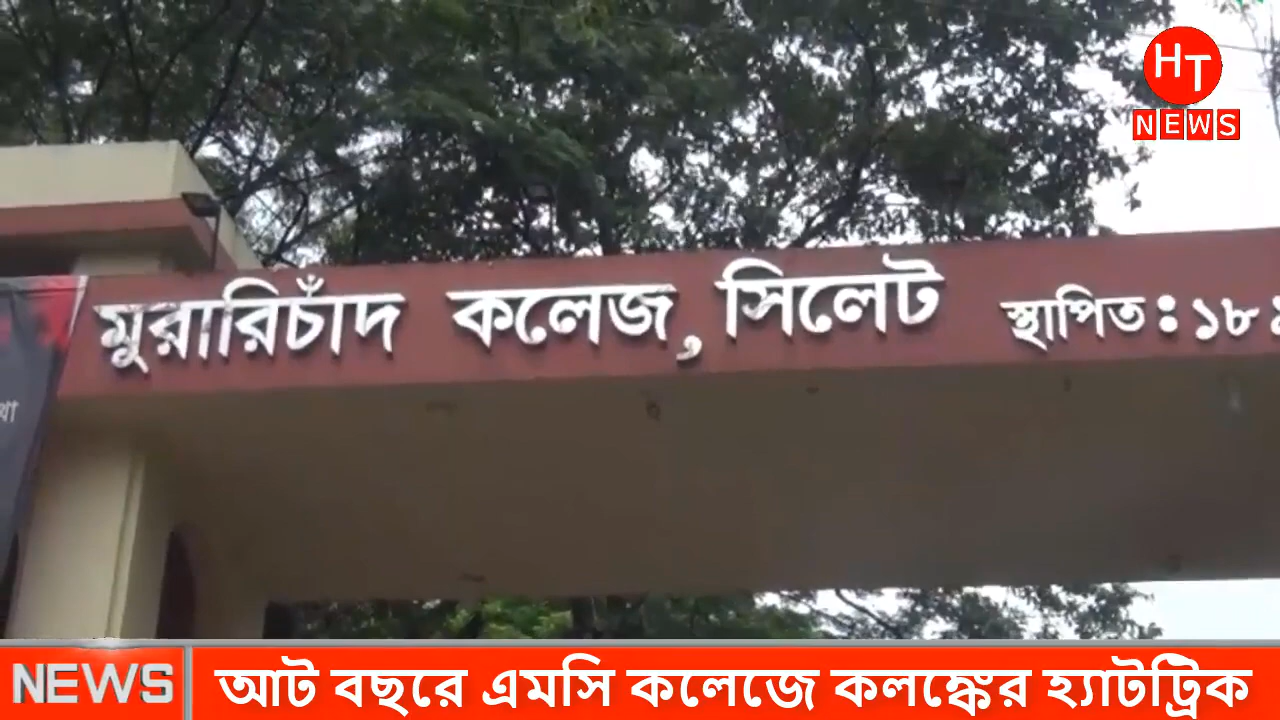 HT
NEWS
মুরারিচাঁদ কলেজ, সিলেট স্থাপিত : ১৮
থা
NEWS আট বছরে এমসি কলেজে কলঙ্কের হ্যাটট্রিক